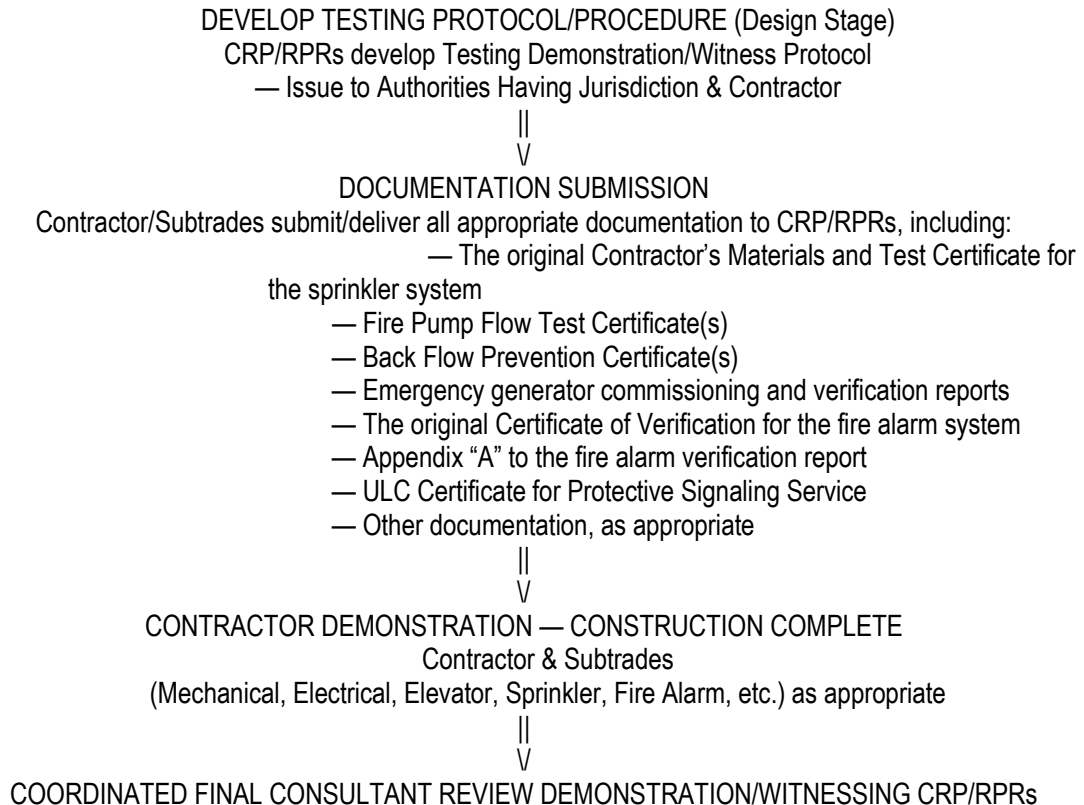 DEVELOP TESTING PROTOCOL/PROCEDURE (Design Stage)
CRP/RPRs develop Testing Demonstration/Witness Protocol
— Issue to Authorities Having Jurisdiction & Contractor
||
\/
DOCUMENTATION SUBMISSION
Contractor/Subtrades submit/deliver all appropriate documentation to CRP/RPRs, including:
— The original Contractor’s Materials and Test Certificate for
the sprinkler system
— Fire Pump Flow Test Certificate(s)
— Back Flow Prevention Certificate(s)
— Emergency generator commissioning and verification reports
— The original Certificate of Verification for the fire alarm system
— Appendix “A” to the fire alarm verification report
— ULC Certificate for Protective Signaling Service
— Other documentation, as appropriate
||
\/
CONTRACTOR DEMONSTRATION — CONSTRUCTION COMPLETE
Contractor & Subtrades
(Mechanical, Electrical, Elevator, Sprinkler, Fire Alarm, etc.) as appropriate
||
\/
COORDINATED FINAL CONSULTANT REVIEW DEMONSTRATION/WITNESSING CRP/RPRs